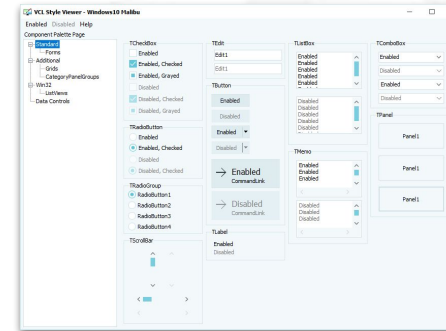 VCL Style Viewer - Windows10 Malibu
Enabled Disabled Help
Component Palette Page
Standard
Forms
Additional
Grids
CategoryPanelGroups
Win32
ListViews
Data Controls
TCheckBox
Enabled
Enabled, Checked
Enabled, Grayed
Disabled
Disabled, Checked
Disabled, Grayed
TRadioButton
Enabled
Enabled, Checked
Disabled
Disabled, Checked
TRadioGroup
RadioButton1
RadioButton2
RadioButton3
RadioButton4
TScrollBar
TEdit
Edit1
Edit1
TButton
Enabled
Disabled
Enabled
Disabled
Enabled
CommandLink
Disabled
CommandLink
TLabel
Enabled
Disabled
TListBox
Enabled
Enabled
Enabled
Enabled
Enabled
Disabled
Disabled
Disabled
Disabled
Disabled
TMemo
Enabled
Enabled
Enabled
Disabled
Disabled
Disabled
TComboBox
Enabled
Disabled
Enabled
Disabled
TPanel
Panel1
Panel1
Panel1